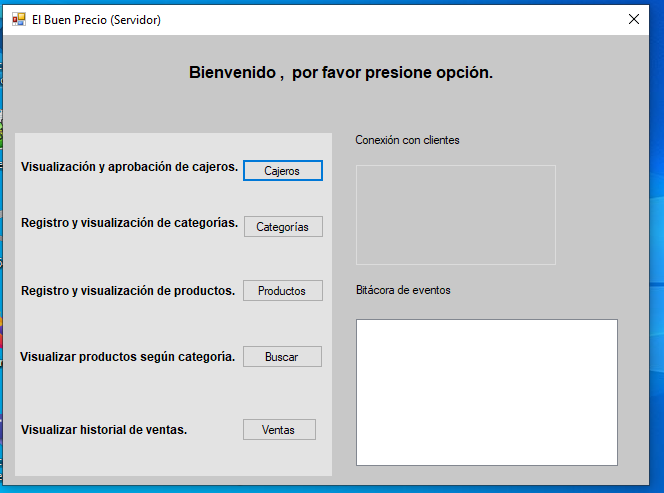 El Buen Precio (Servidor)
Bienvenido ,  por favor presione opción.
Visualización y aprobación de cajeros.
Cajeros
Registro y visualización de categorías.
Categorías
Registro y visualización de productos.
Productos
Visualizar productos según categoría.
Buscar
Visualizar historial de ventas.
Ventas
Conexión con clientes
Bitácora de eventos